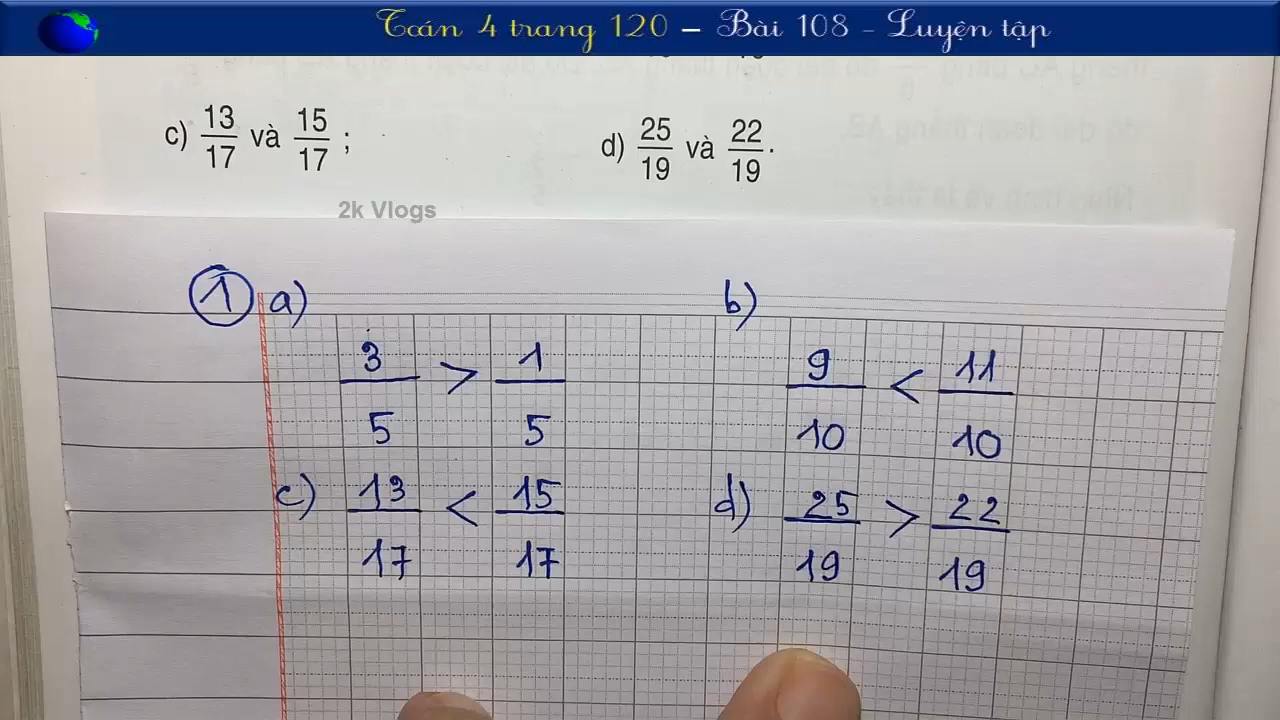 Toán 4 trang 120 – Bài 108 - Luyện tập
c) 13/17 và 15/17 ;
d) 25/19 và 22/19 .
2k Vlogs
1 a)
b)
3/5 > 1/5
9/10 < 11/10
c) 13/17 < 15/17
d) 25/19 > 22/19